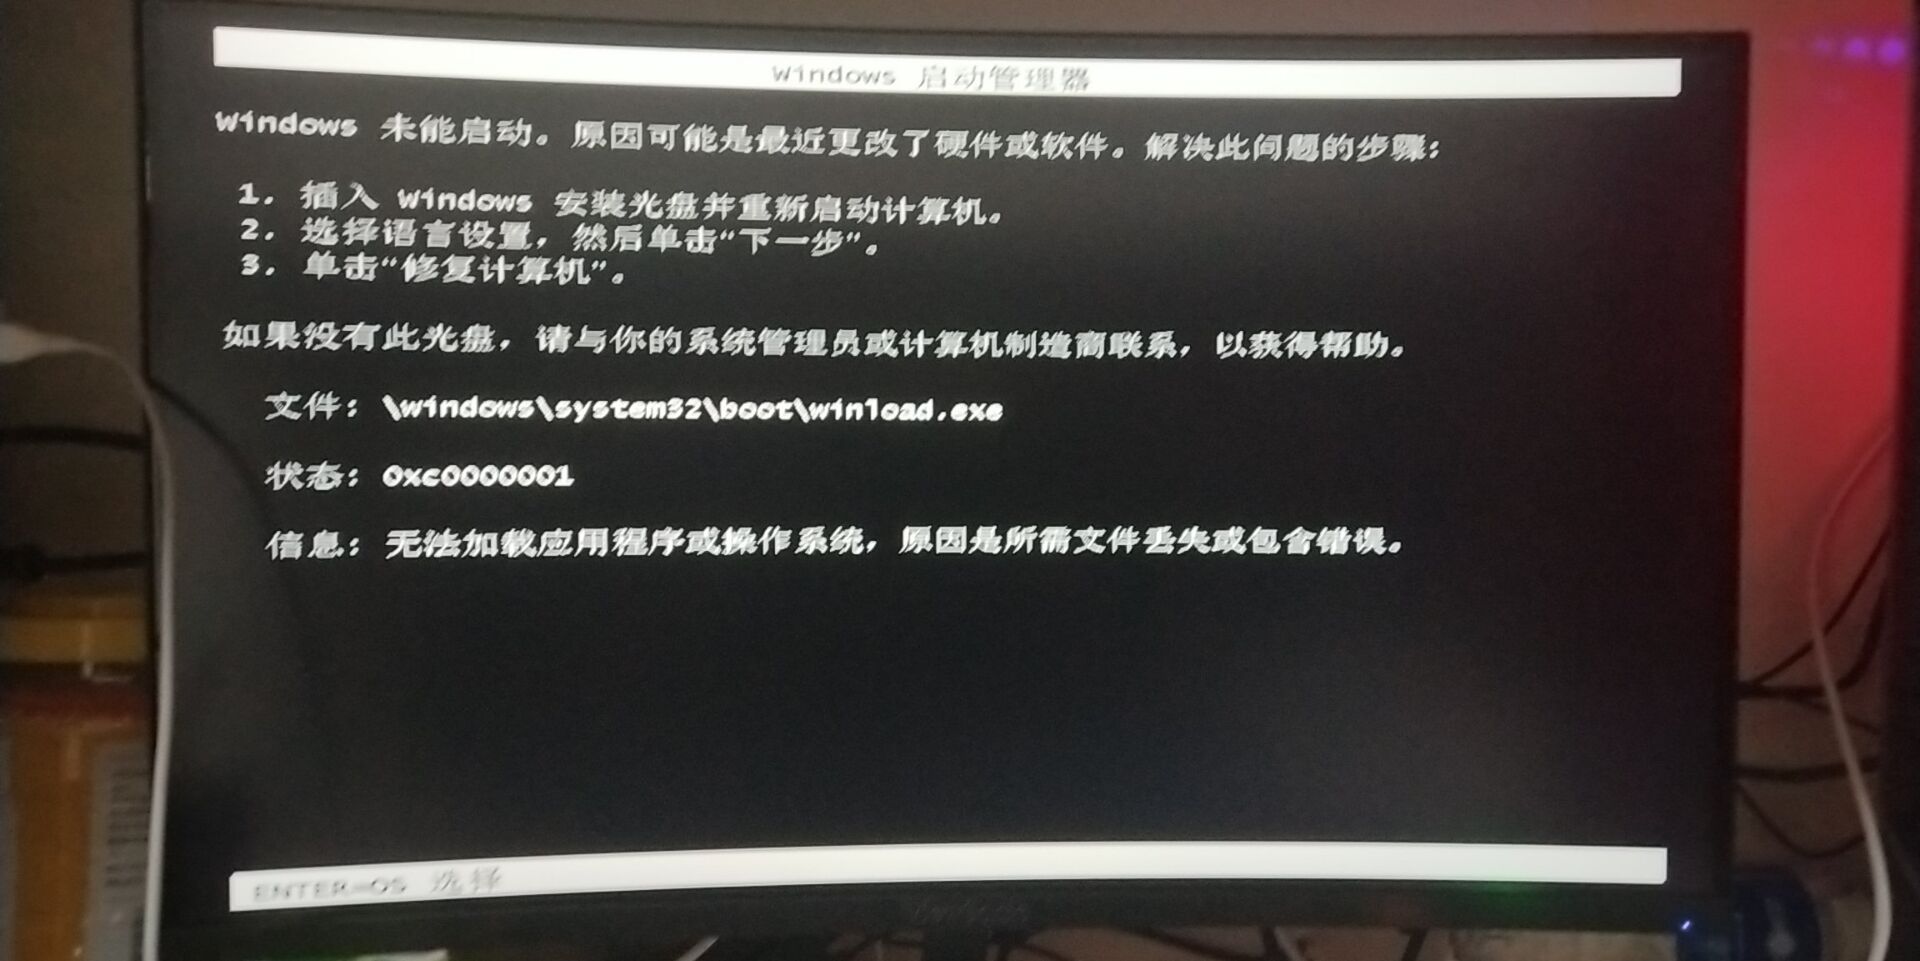 Windows 启动管理器
Windows 未能启动。原因可能是最近更改了硬件或软件。解决此问题的步骤:
1. 插入 Windows 安装光盘并重新启动计算机。
2. 选择语言设置，然后单击“下一步”。
3. 单击“修复计算机”。
如果没有此光盘，请与你的系统管理员或计算机制造商联系，以获得帮助。
文件: \windows\system32\boot\winload.exe
状态: 0xc0000001
信息: 无法加载应用程序或操作系统，原因是所需文件丢失或包含错误。
ENTER=OS 选择